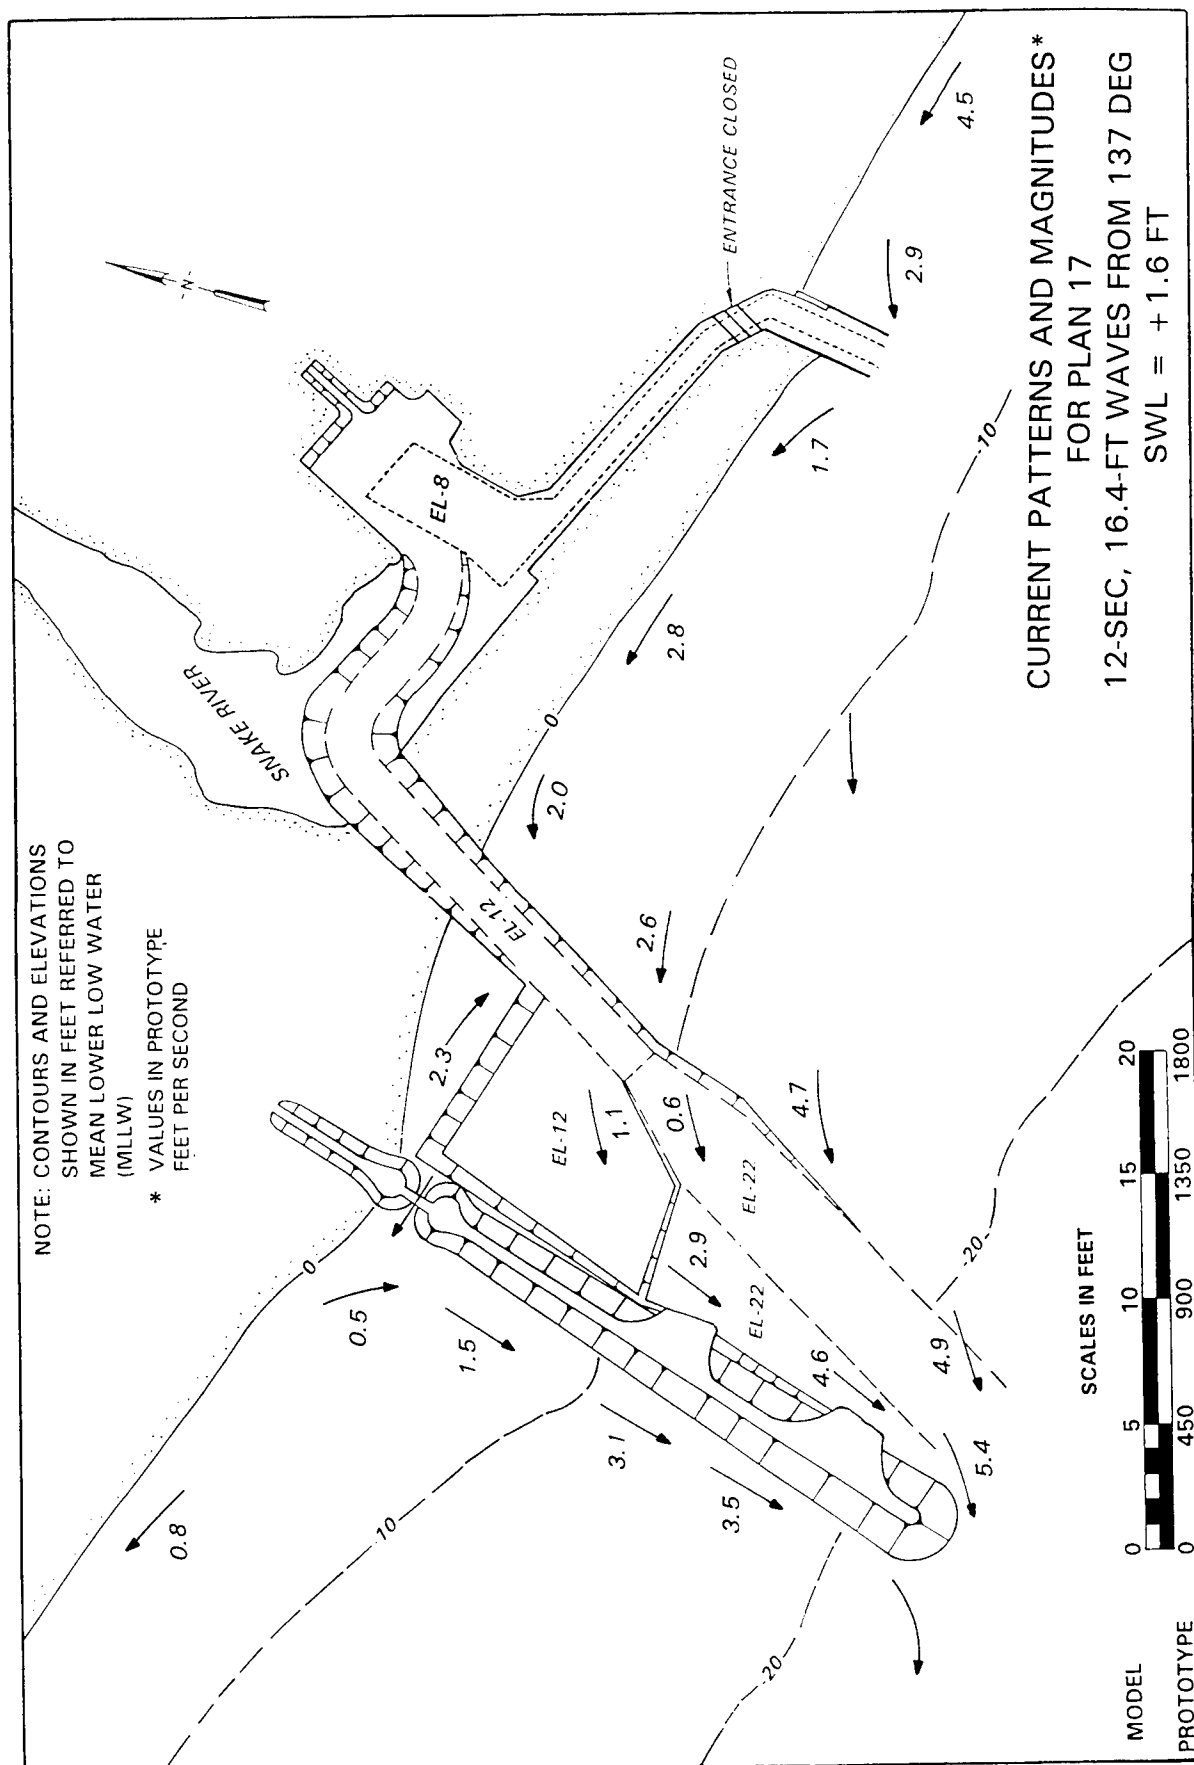 NOTE: CONTOURS AND ELEVATIONS
SHOWN IN FEET REFERRED TO
MEAN LOWER LOW WATER
(MLLW)
* VALUES IN PROTOTYPE
FEET PER SECOND
SNAKE RIVER
N
EL-8
ENTRANCE CLOSED
EL-12
EL-12
EL-22
EL-22
0
0
-10
-10
-20
-20
0.8
0.5
1.5
3.1
3.5
2.3
1.1
0.6
2.9
4.6
4.9
5.4
4.7
2.6
2.0
2.8
1.7
2.9
4.5
SCALES IN FEET
MODEL 0 5 10 15 20
PROTOTYPE 0 450 900 1350 1800
CURRENT PATTERNS AND MAGNITUDES*
FOR PLAN 17
12-SEC, 16.4-FT WAVES FROM 137 DEG
SWL = +1.6 FT